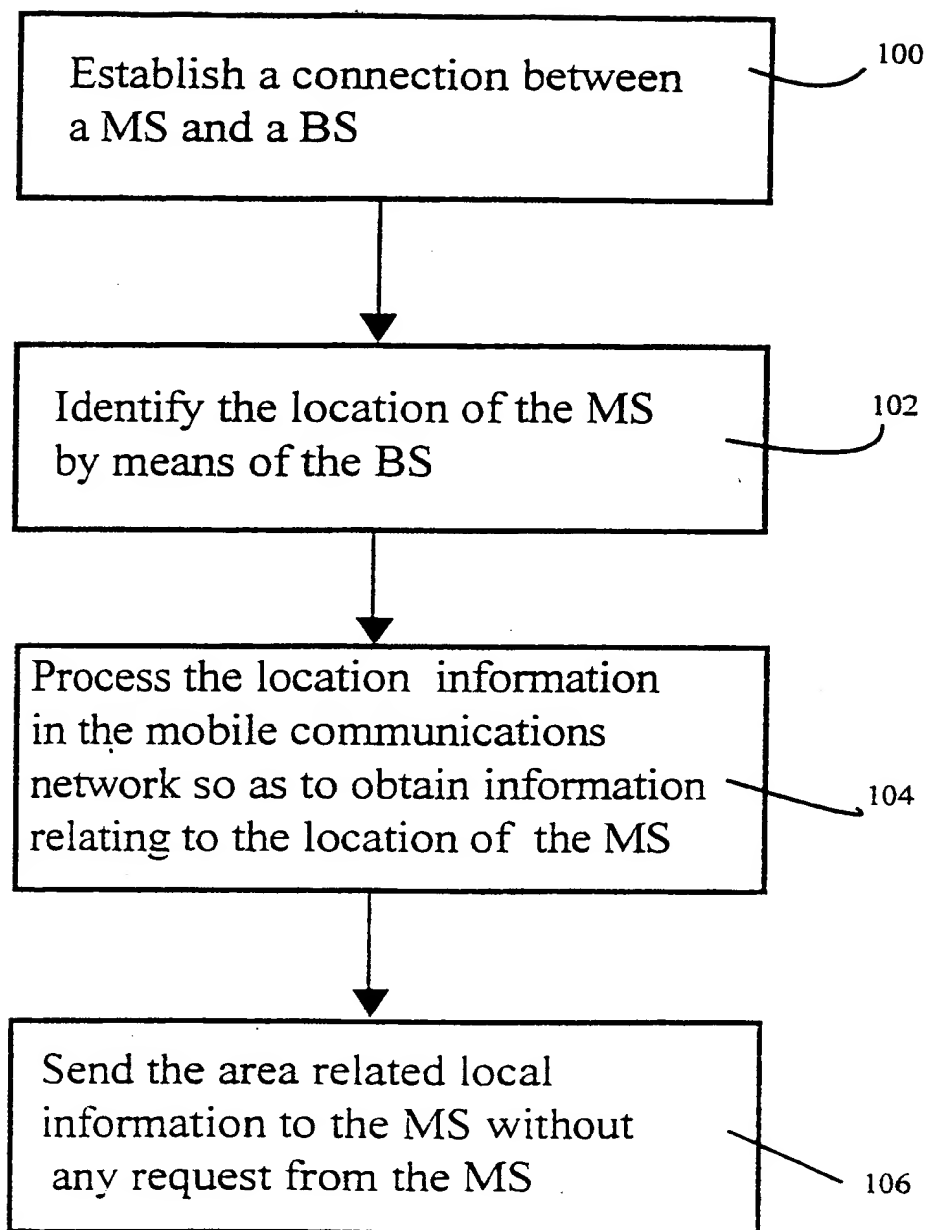 Establish a connection between
a MS and a BS
100
Identify the location of the MS
by means of the BS
102
Process the location information
in the mobile communications
network so as to obtain information
relating to the location of the MS
104
Send the area related local
information to the MS without
any request from the MS
106